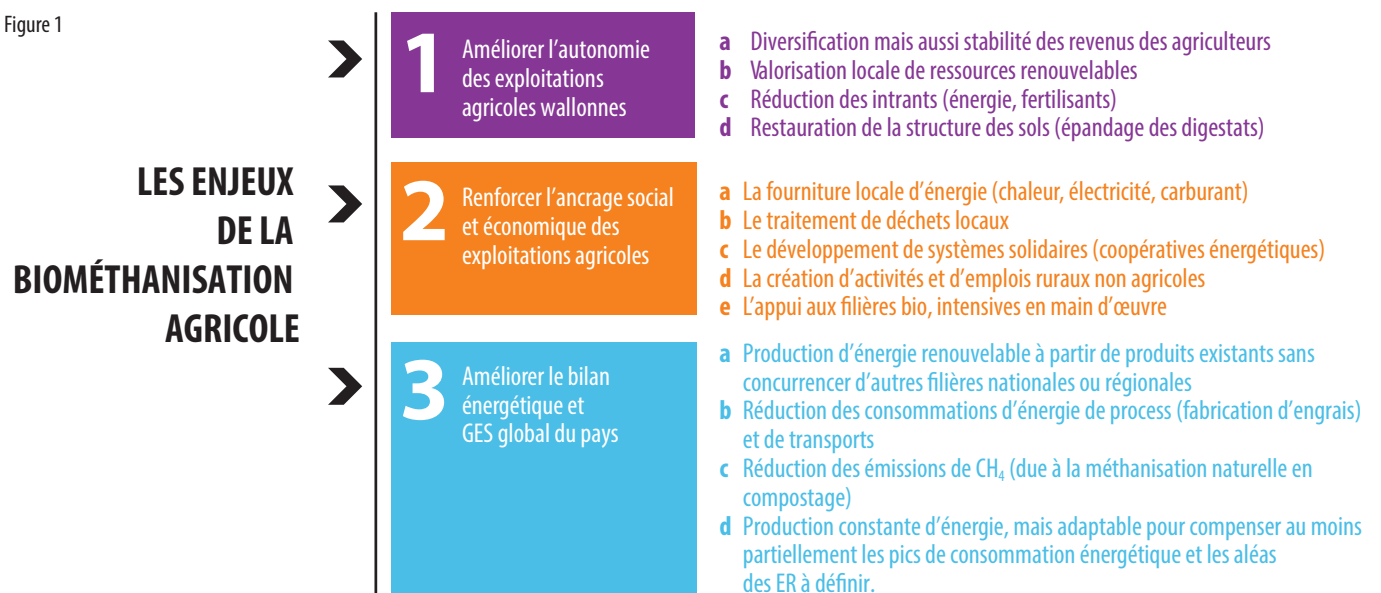 Figure 1
LES ENJEUX
DE LA
BIOMÉTHANISATION
AGRICOLE
1
Améliorer l'autonomie
des exploitations
agricoles wallonnes
a Diversification mais aussi stabilité des revenus des agriculteurs
b Valorisation locale de ressources renouvelables
c Réduction des intrants (énergie, fertilisants)
d Restauration de la structure des sols (épandage des digestats)
2
Renforcer l'ancrage social
et économique des
exploitations agricoles
a La fourniture locale d'énergie (chaleur, électricité, carburant)
b Le traitement de déchets locaux
c Le développement de systèmes solidaires (coopératives énergétiques)
d La création d'activités et d'emplois ruraux non agricoles
e L'appui aux filières bio, intensives en main d'œuvre
3
Améliorer le bilan
énergétique et
GES global du pays
a Production d'énergie renouvelable à partir de produits existants sans
concurrencer d'autres filières nationales ou régionales
b Réduction des consommations d'énergie de process (fabrication d'engrais)
et de transports
c Réduction des émissions de CH₄ (due à la méthanisation naturelle en
compostage)
d Production constante d'énergie, mais adaptable pour compenser au moins
partiellement les pics de consommation énergétique et les aléas
des ER à définir.